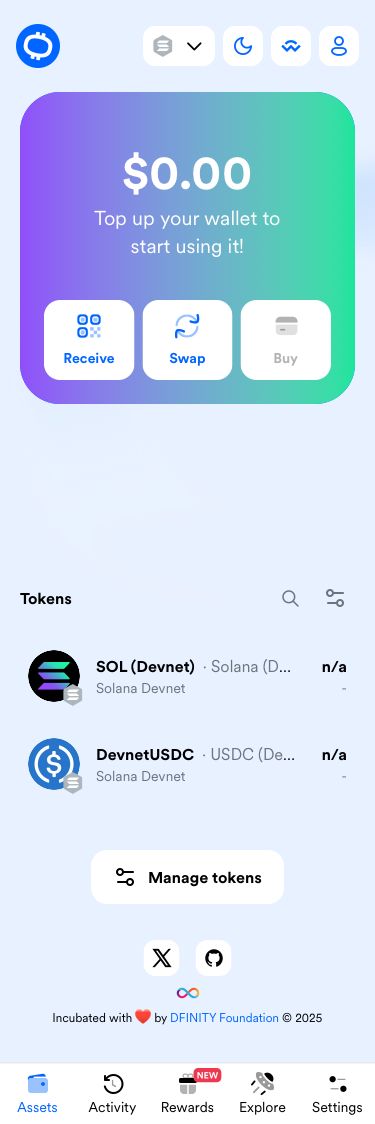 $0.00
Top up your wallet to
start using it!
Receive
Swap
Buy
Tokens
SOL (Devnet) · Solana (D... n/a
Solana Devnet -
DevnetUSDC · USDC (De... n/a
Solana Devnet -
Manage tokens
Incubated with ❤️ by DFINITY Foundation © 2025
NEW
Assets Activity Rewards Explore Settings